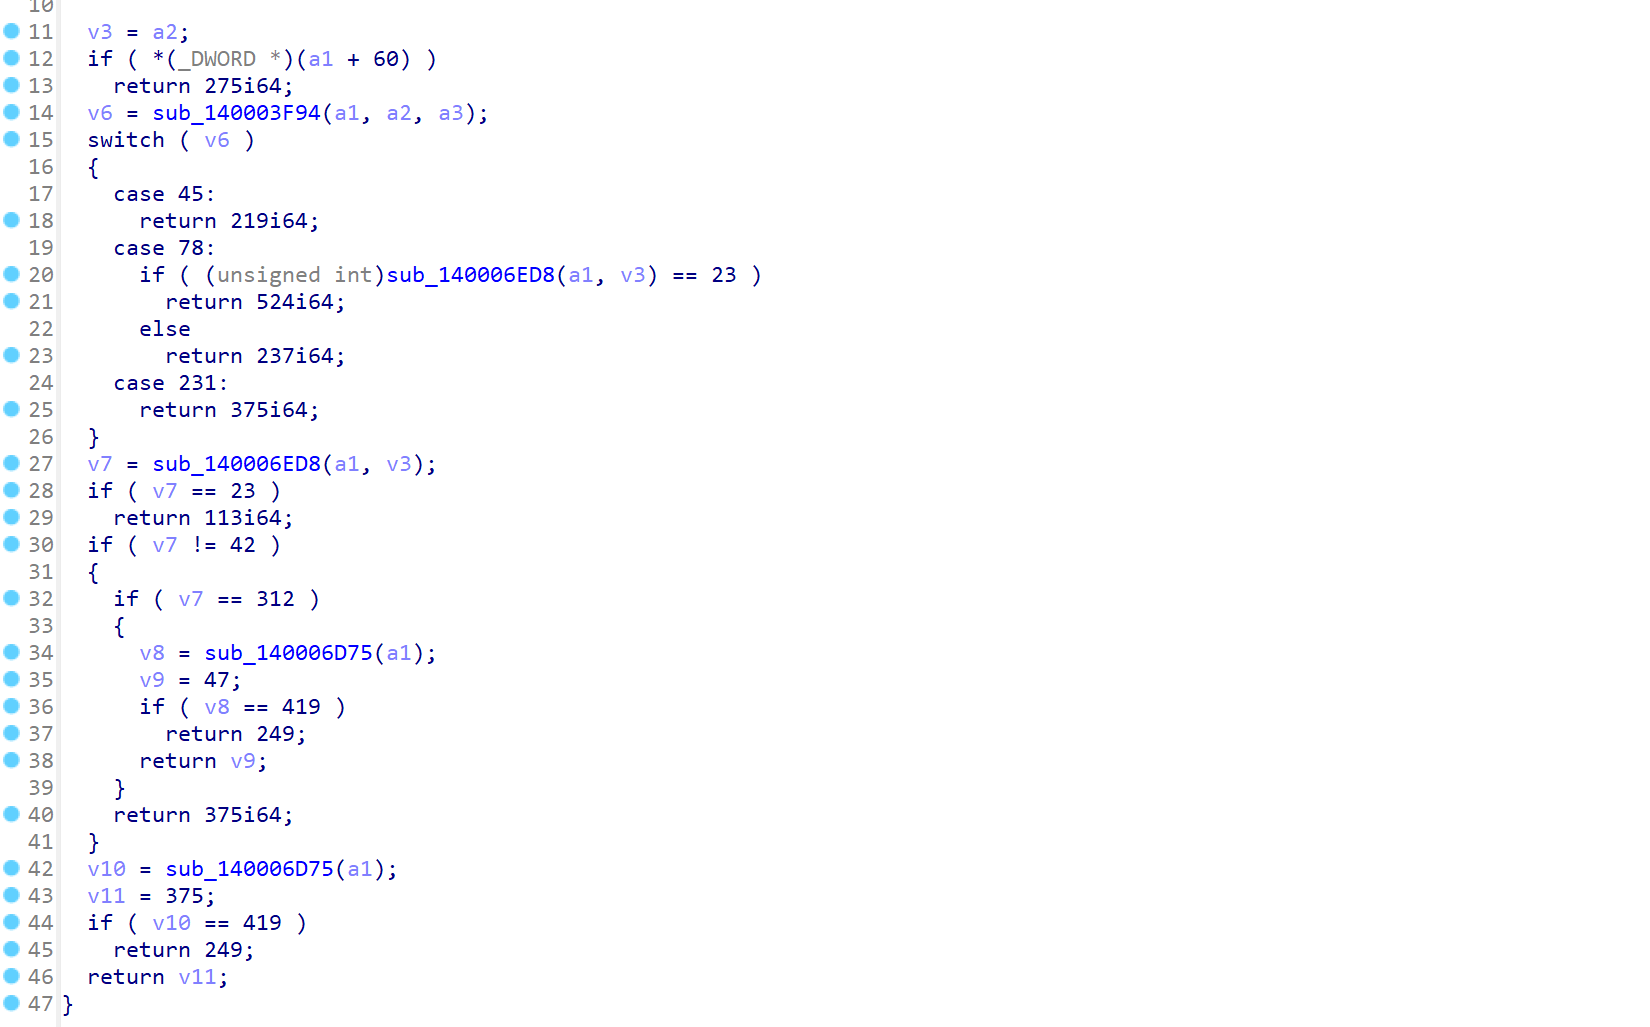 10
11 v3 = a2;
12 if ( *(_DWORD *)(a1 + 60) )
13 return 275i64;
14 v6 = sub_140003F94(a1, a2, a3);
15 switch ( v6 )
16 {
17 case 45:
18 return 219i64;
19 case 78:
20 if ( (unsigned int)sub_140006ED8(a1, v3) == 23 )
21 return 524i64;
22 else
23 return 237i64;
24 case 231:
25 return 375i64;
26 }
27 v7 = sub_140006ED8(a1, v3);
28 if ( v7 == 23 )
29 return 113i64;
30 if ( v7 != 42 )
31 {
32 if ( v7 == 312 )
33 {
34 v8 = sub_140006D75(a1);
35 v9 = 47;
36 if ( v8 == 419 )
37 return 249;
38 return v9;
39 }
40 return 375i64;
41 }
42 v10 = sub_140006D75(a1);
43 v11 = 375;
44 if ( v10 == 419 )
45 return 249;
46 return v11;
47 }